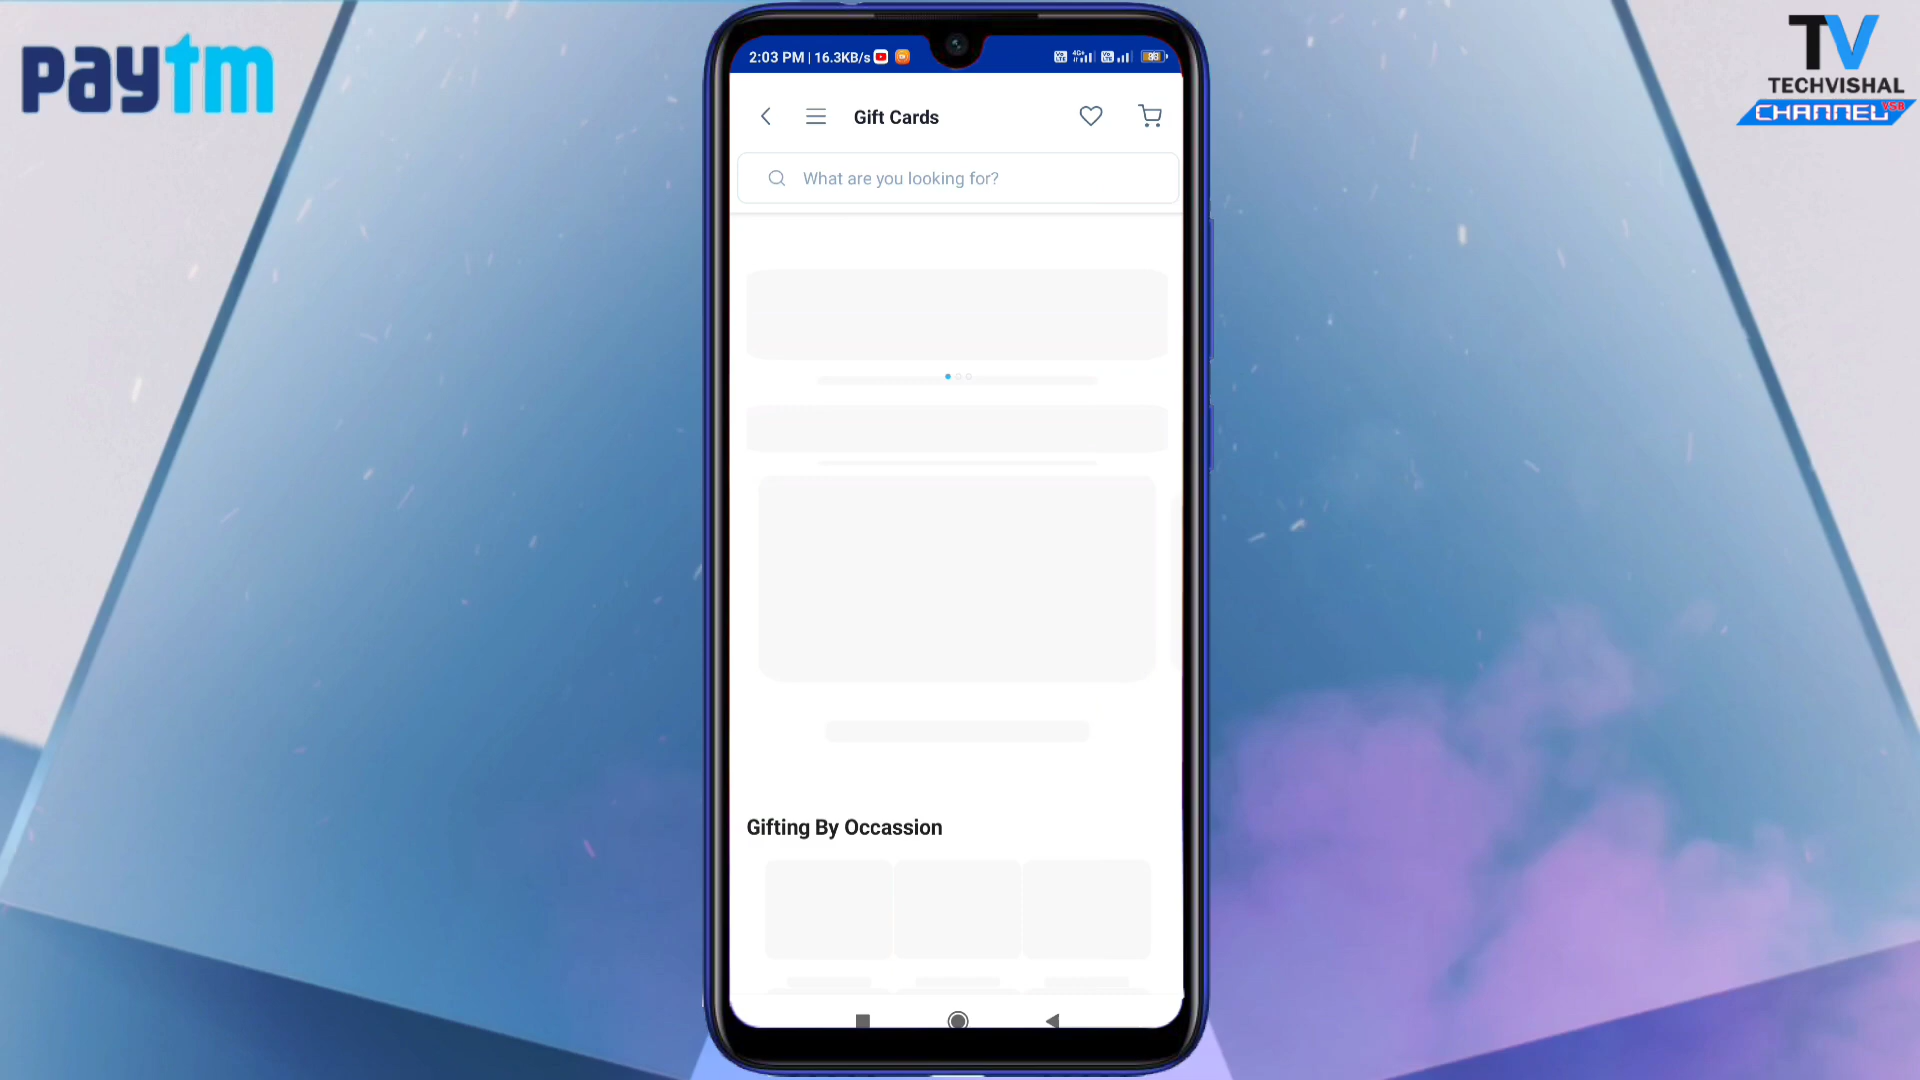 paytm
TV
TECHVISHAL
CHANNEL VSB
2:03 PM | 16.3KB/s
Gift Cards
What are you looking for?
Gifting By Occassion